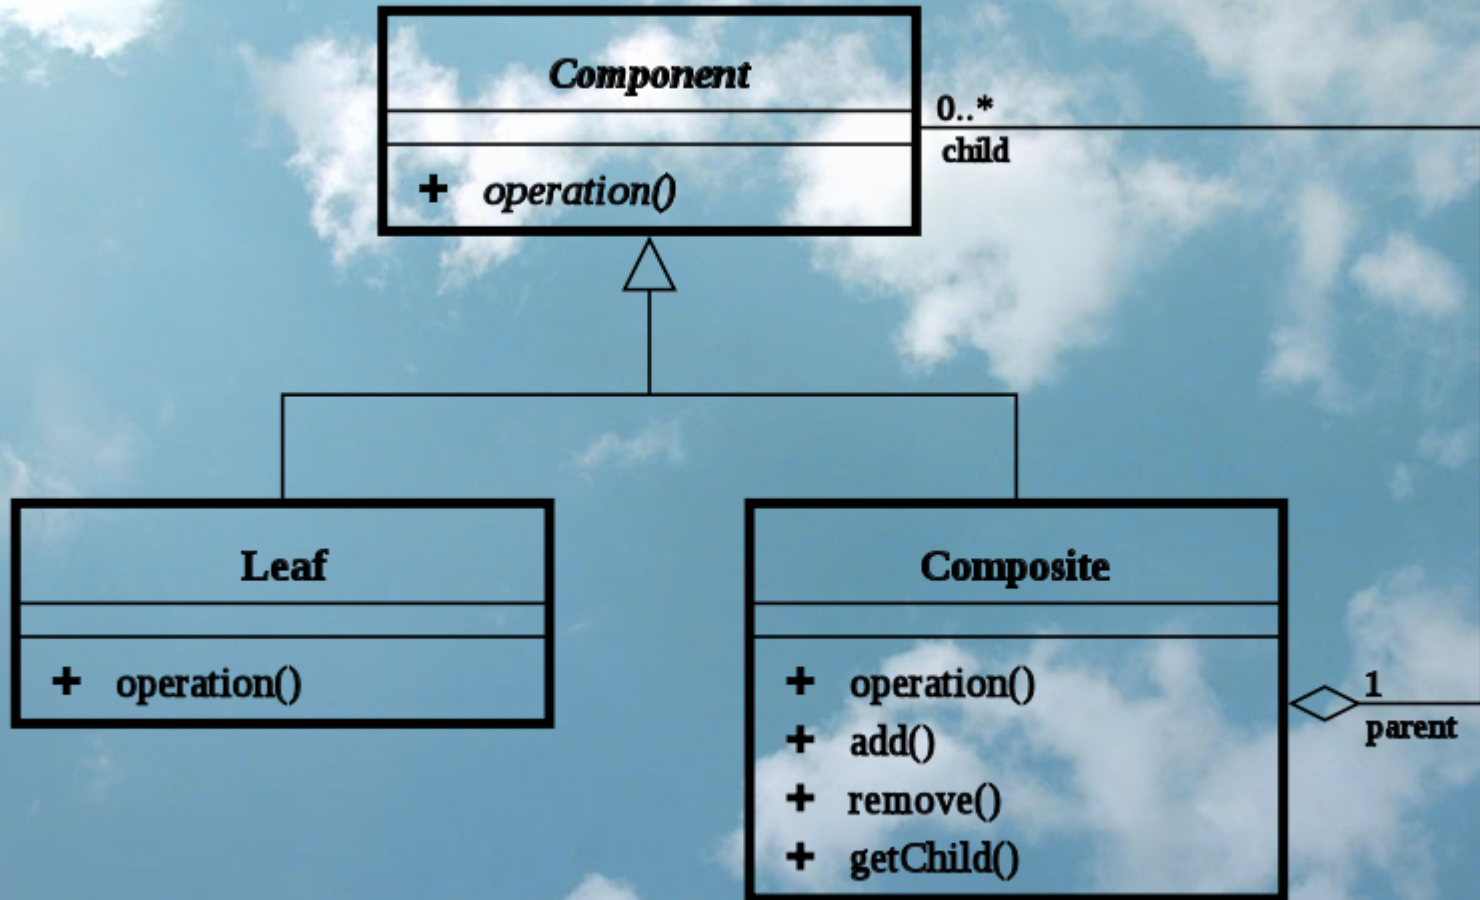 Component
0..*
child
+ operation()
Leaf
Composite
+ operation()
+ operation()
+ add()
+ remove()
+ getChild()
1
parent